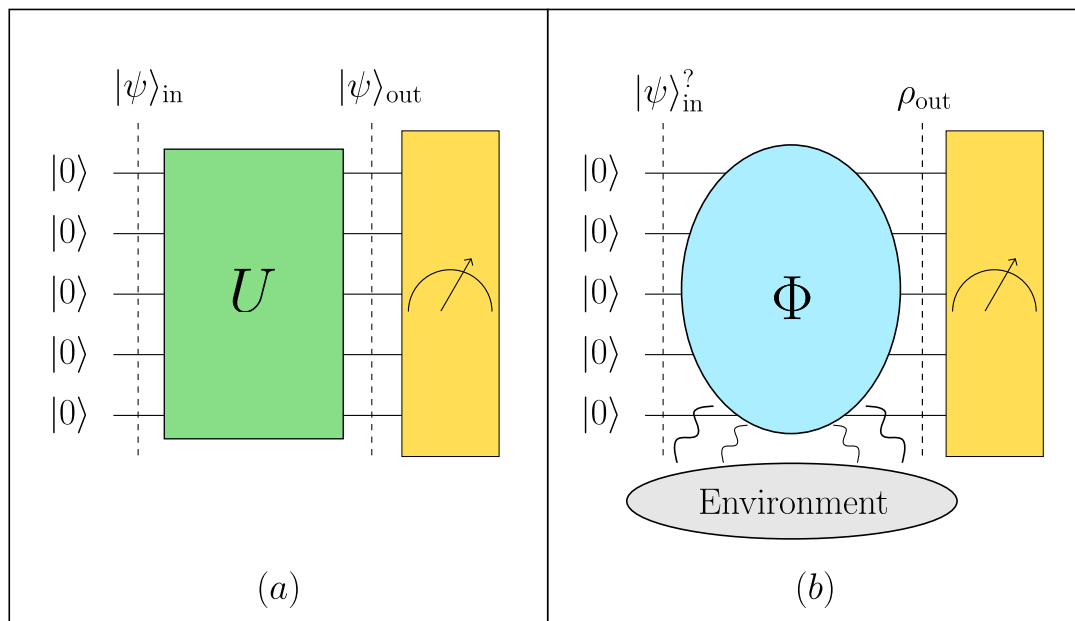 |ψ⟩in
|ψ⟩out
|0⟩
|0⟩
|0⟩
|0⟩
|0⟩
U
(a)
|ψ⟩?in
ρout
|0⟩
|0⟩
|0⟩
|0⟩
|0⟩
Φ
Environment
(b)